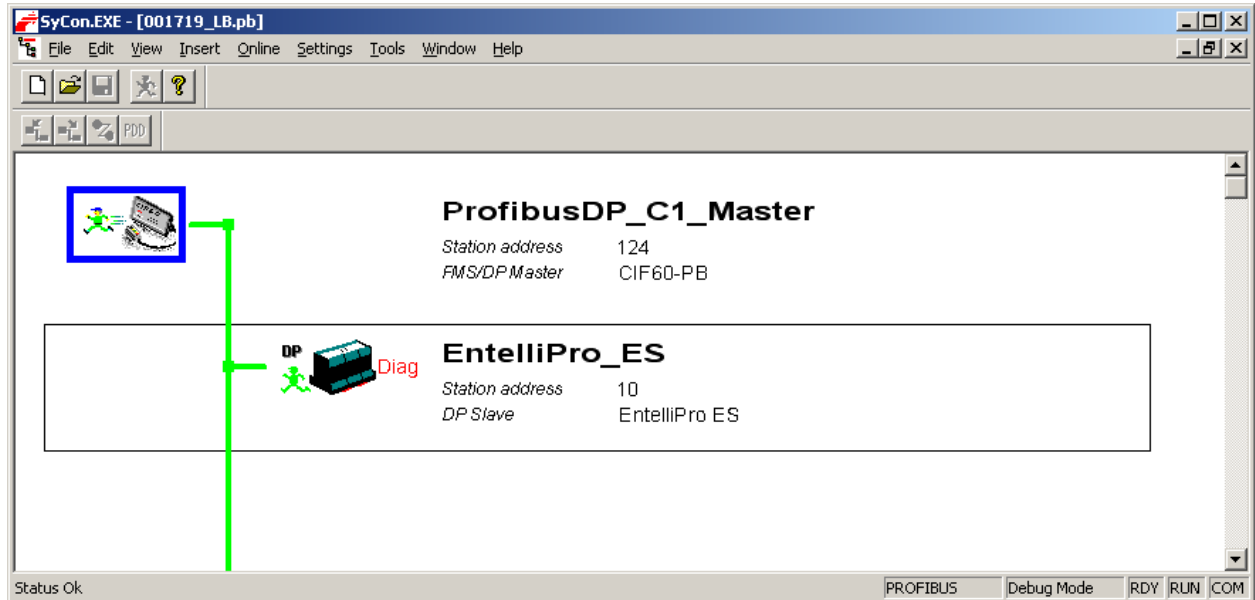 SyCon.EXE - [001719_LB.pb]
File Edit View Insert Online Settings Tools Window Help
PDD
ProfibusDP_C1_Master
Station address 124
FMS/DP Master CIF60-PB
DP
Diag
EntelliPro_ES
Station address 10
DP Slave EntelliPro ES
Status Ok PROFIBUS Debug Mode RDY RUN COM